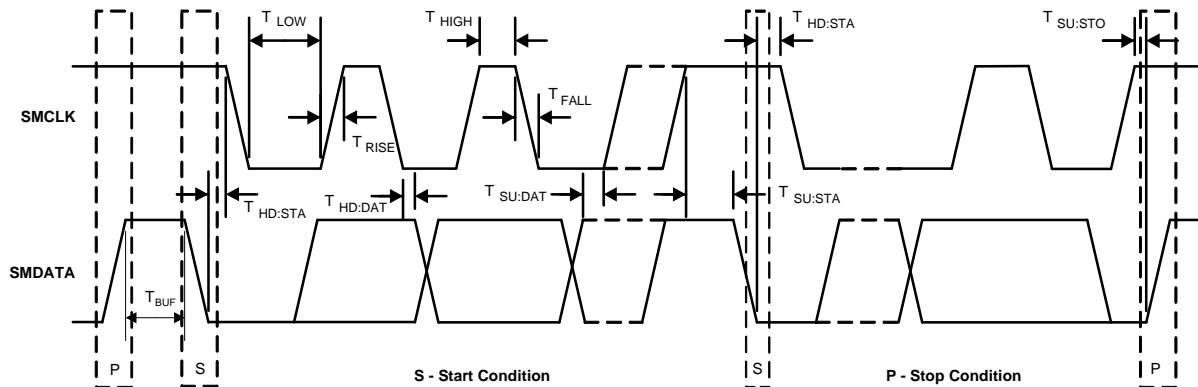 T LOW
T HIGH
T HD:STA
T SU:STO
SMCLK
T FALL
T RISE
T HD:STA
T HD:DAT
T SU:DAT
T SU:STA
SMDATA
T BUF
P
S
S - Start Condition
S
P - Stop Condition
P